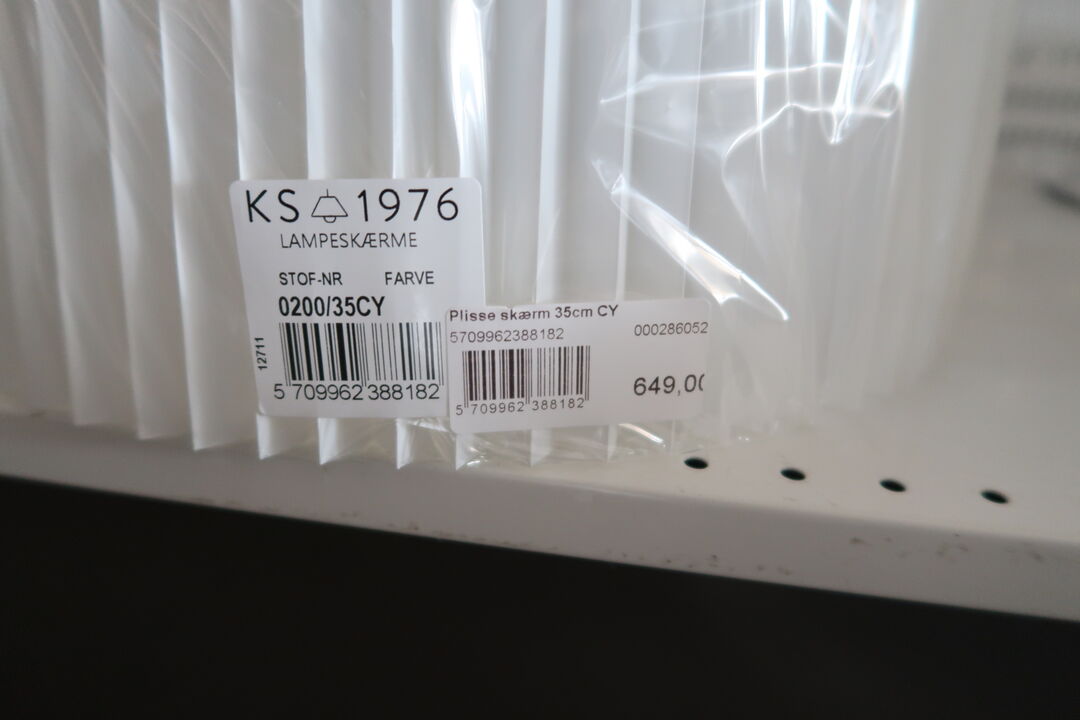 KS 1976
LAMPESKÆRME
STOF-NR FARVE
0200/35CY
12711
5 709962 388182
Plisse skærm 35cm CY
5709962388182 000286052
649,00
5 709962 388182